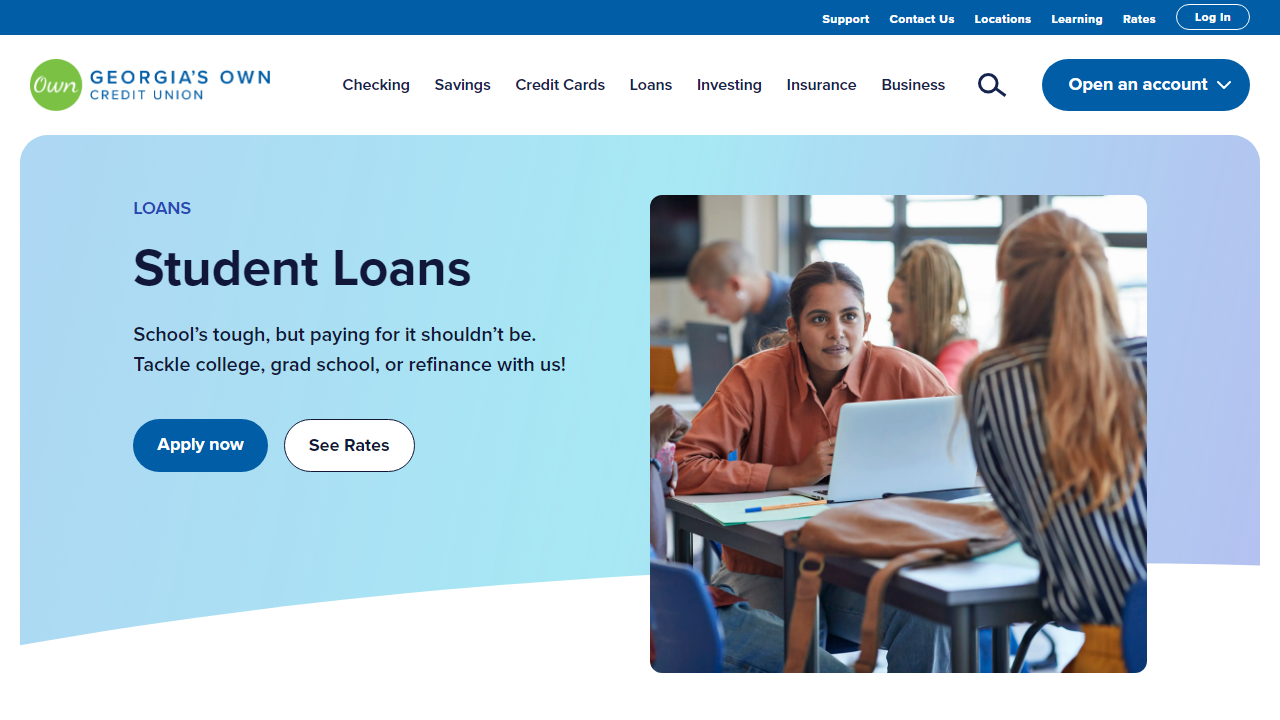 Support Contact Us Locations Learning Rates Log In
Own GEORGIA'S OWN
CREDIT UNION
Checking Savings Credit Cards Loans Investing Insurance Business Open an account
LOANS
Student Loans
School’s tough, but paying for it shouldn’t be.
Tackle college, grad school, or refinance with us!
Apply now See Rates